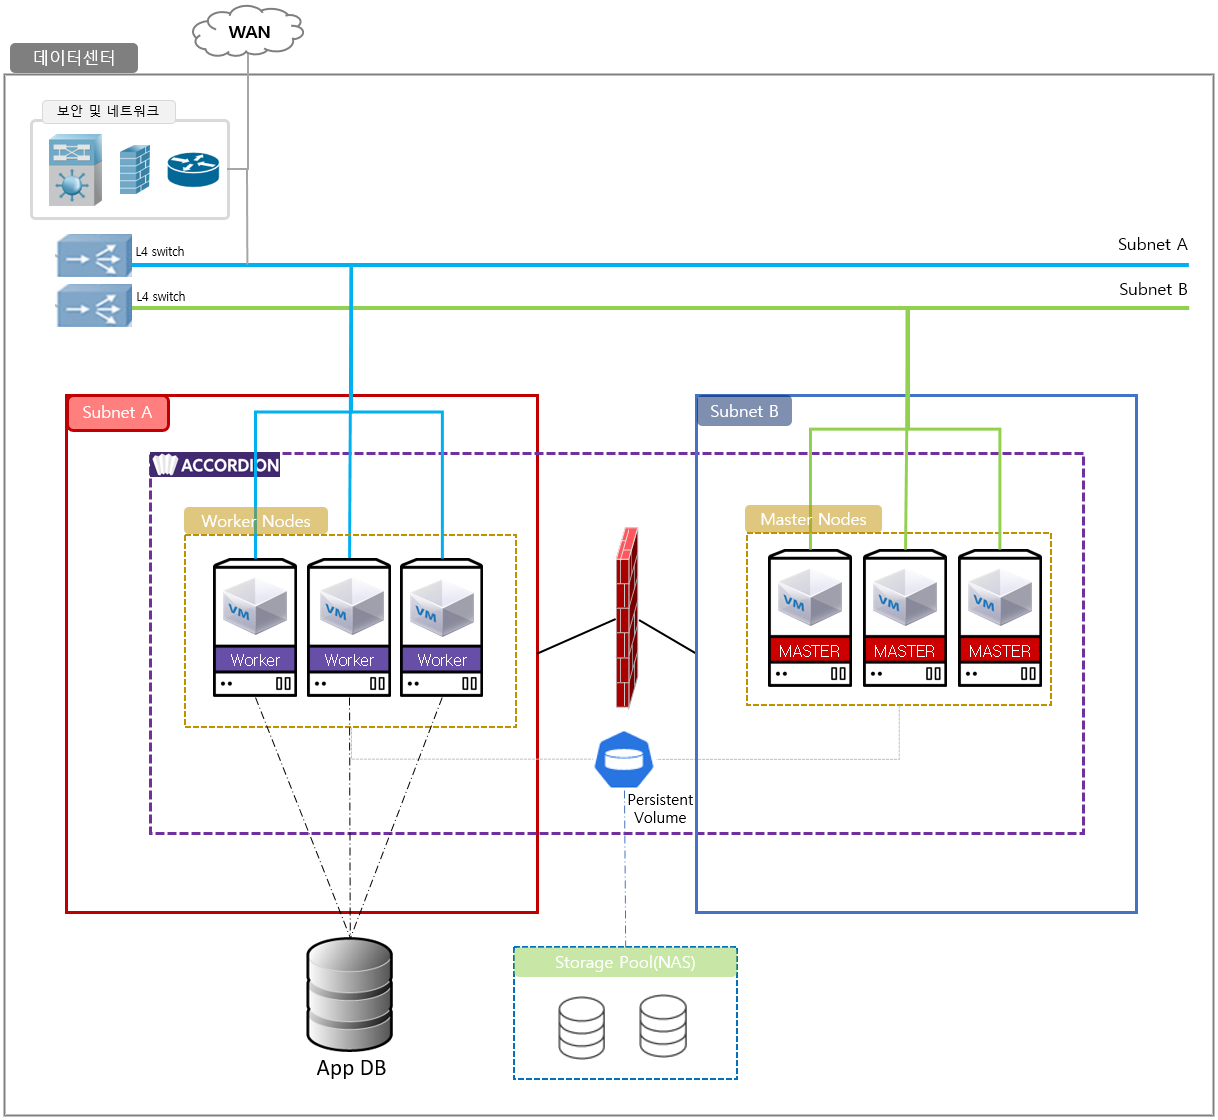 WAN
데이터센터
보안 및 네트워크
L4 switch
Subnet A
L4 switch
Subnet B
Subnet A
Subnet B
ACCORDION
Worker Nodes
Master Nodes
VM
VM
VM
VM
VM
VM
Worker
Worker
Worker
MASTER
MASTER
MASTER
Persistent
Volume
Storage Pool(NAS)
App DB